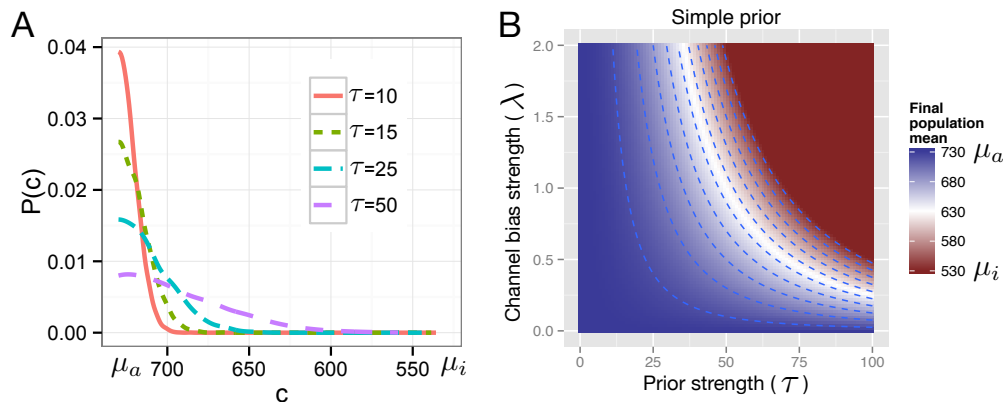 A
P(c)
0.04
0.03
0.02
0.01
0.00
τ=10
τ=15
τ=25
τ=50
μₐ 700 650 600 550 μᵢ
c
B
Simple prior
Channel bias strength (λ)
2.0
1.5
1.0
0.5
0.0
0 25 50 75 100
Prior strength (τ)
Final
population
mean
730 μₐ
680
630
580
530 μᵢ